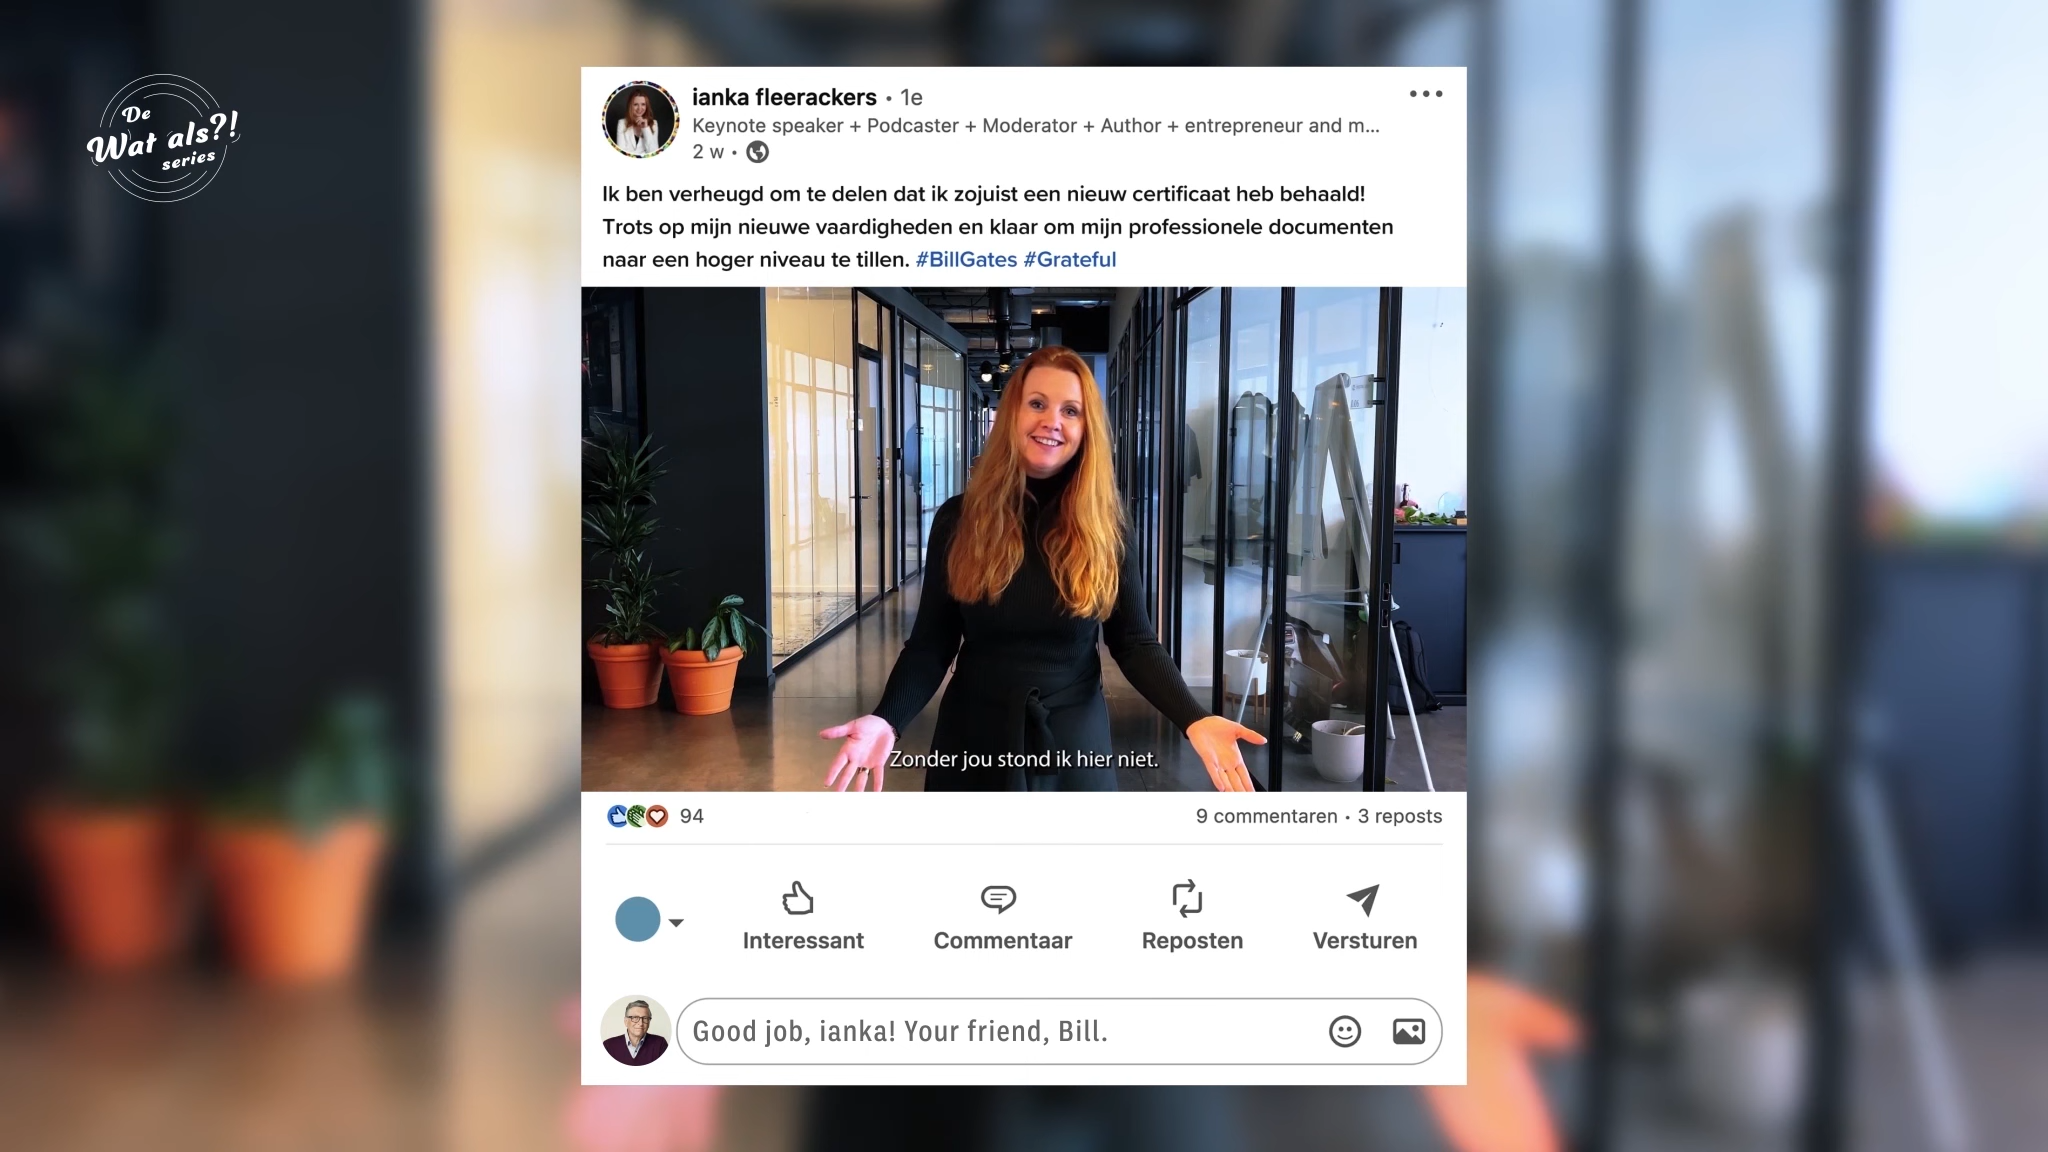 De
Wat als?!
series
ianka fleerackers • 1e
Keynote speaker + Podcaster + Moderator + Author + entrepreneur and m...
2 w •
Ik ben verheugd om te delen dat ik zojuist een nieuw certificaat heb behaald!
Trots op mijn nieuwe vaardigheden en klaar om mijn professionele documenten
naar een hoger niveau te tillen. #BillGates #Grateful
Zonder jou stond ik hier niet.
94
9 commentaren • 3 reposts
Interessant
Commentaar
Reposten
Versturen
Good job, ianka! Your friend, Bill.